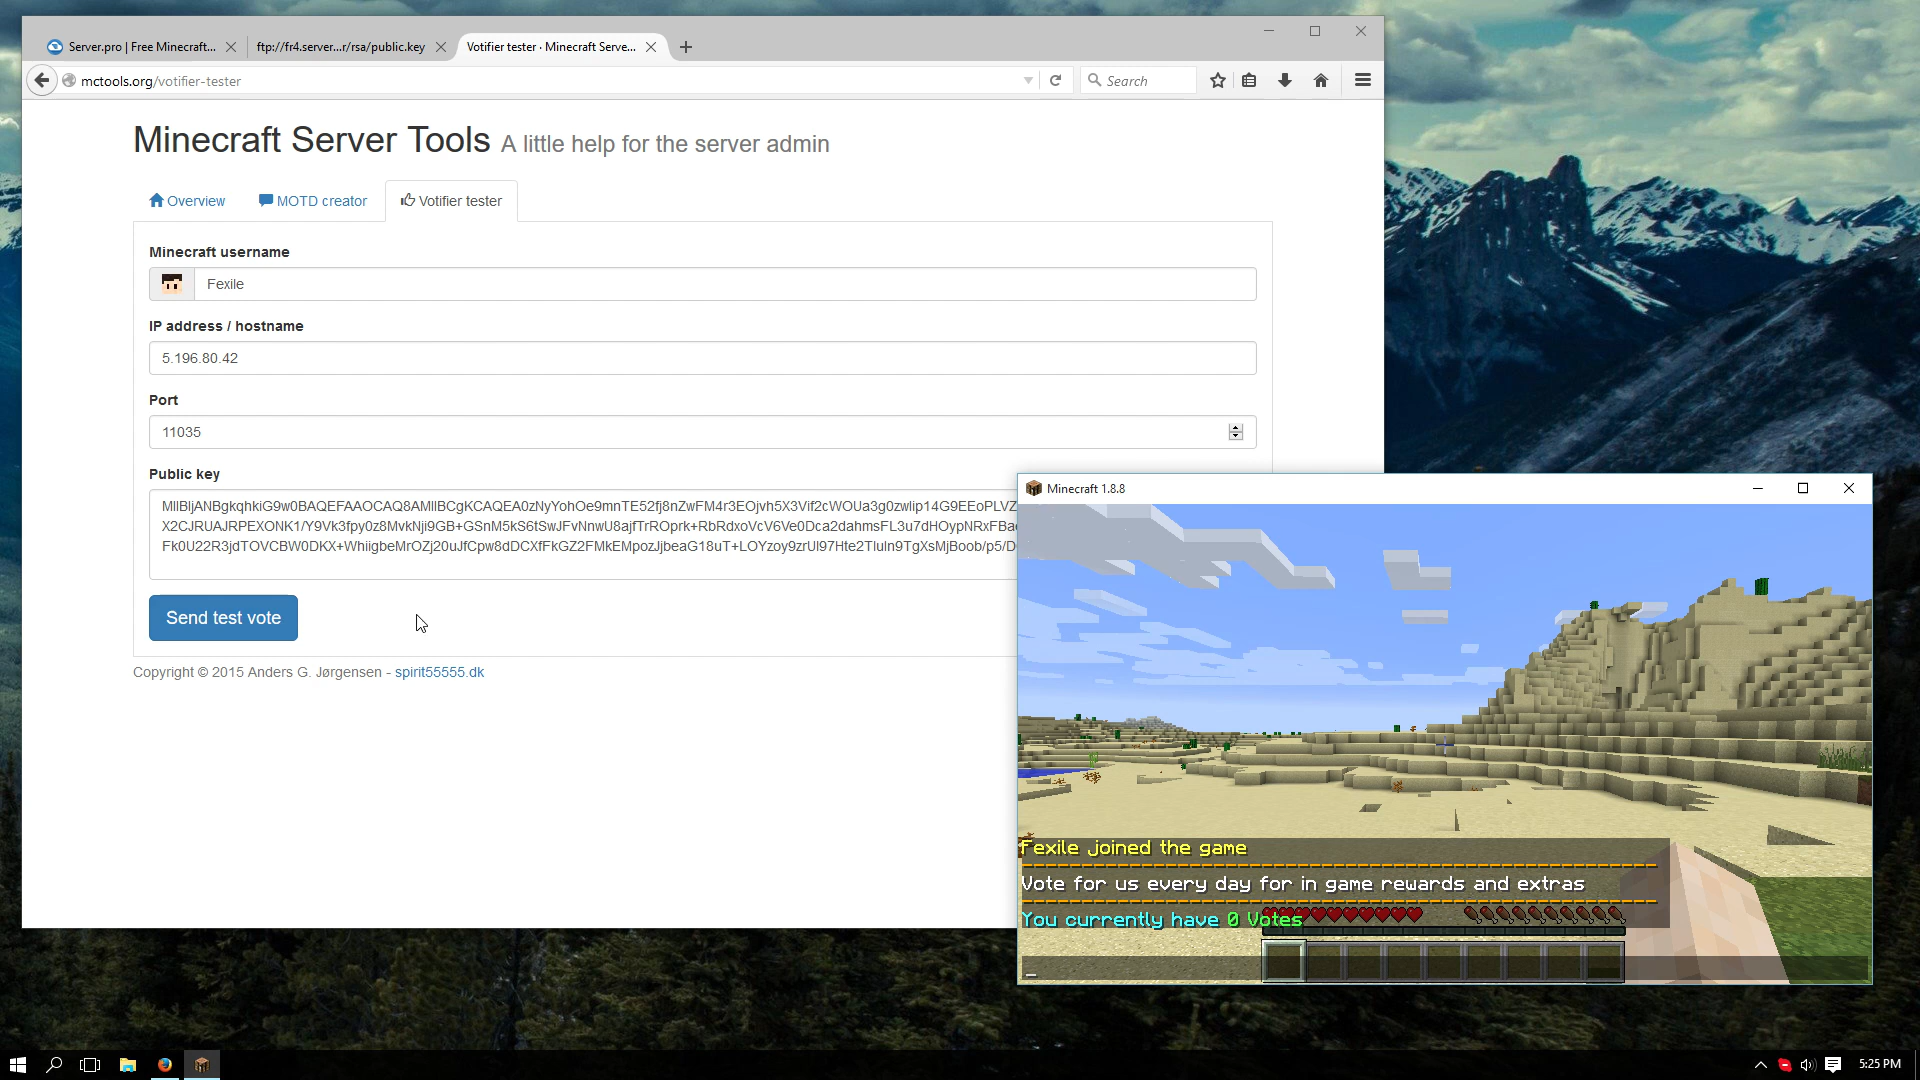 Server.pro | Free Minecraft...
ftp://fr4.server...r/rsa/public.key
Votifier tester · Minecraft Serve...
mctools.org/votifier-tester
Search
Minecraft Server Tools A little help for the server admin
Overview
MOTD creator
Votifier tester
Minecraft username
Fexile
IP address / hostname
5.196.80.42
Port
11035
Public key
MIIBIjANBgkqhkiG9w0BAQEFAAOCAQ8AMIIBCgKCAQEA0zNyYohOe9mnTE52fj8nZwFM4r3EOjvh5X3Vif2cWOUa3g0zwlip14G9EEoPLVZ
X2CJRUAJRPEXONK1/Y9Vk3fpy0z8MvkNji9GB+GSnM5kS6tSwJFvNnwU8ajfTrROprk+RbRdxoVcV6Ve0Dca2dahmsFL3u7dHOypNRxFBa
Fk0U22R3jdTOVCBW0DKX+WhiigbeMrOZj20uJfCpw8dDCXfFkGZ2FMkEMpozJjbeaG18uT+LOYzoy9zrUl97Hte2Tluln9TgXsMjBoob/p5/D
Send test vote
Copyright © 2015 Anders G. Jørgensen - spirit55555.dk
Minecraft 1.8.8
Fexile joined the game
Vote for us every day for in game rewards and extras
You currently have 0 Votes
5:25 PM